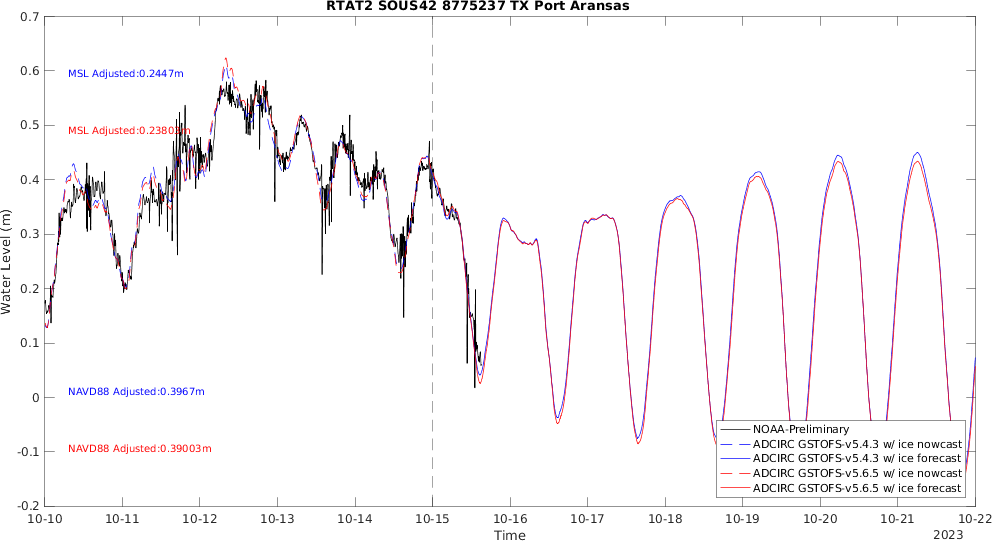 RTAT2 SOUS42 8775237 TX Port Aransas
0.7
0.6
0.5
0.4
0.3
0.2
0.1
0
-0.1
-0.2
Water Level (m)
MSL Adjusted:0.2447m
MSL Adjusted:0.23803m
NAVD88 Adjusted:0.3967m
NAVD88 Adjusted:0.39003m
NOAA-Preliminary
ADCIRC GSTOFS-v5.4.3 w/ ice nowcast
ADCIRC GSTOFS-v5.4.3 w/ ice forecast
ADCIRC GSTOFS-v5.6.5 w/ ice nowcast
ADCIRC GSTOFS-v5.6.5 w/ ice forecast
10-10 10-11 10-12 10-13 10-14 10-15 10-16 10-17 10-18 10-19 10-20 10-21 10-22
Time
2023